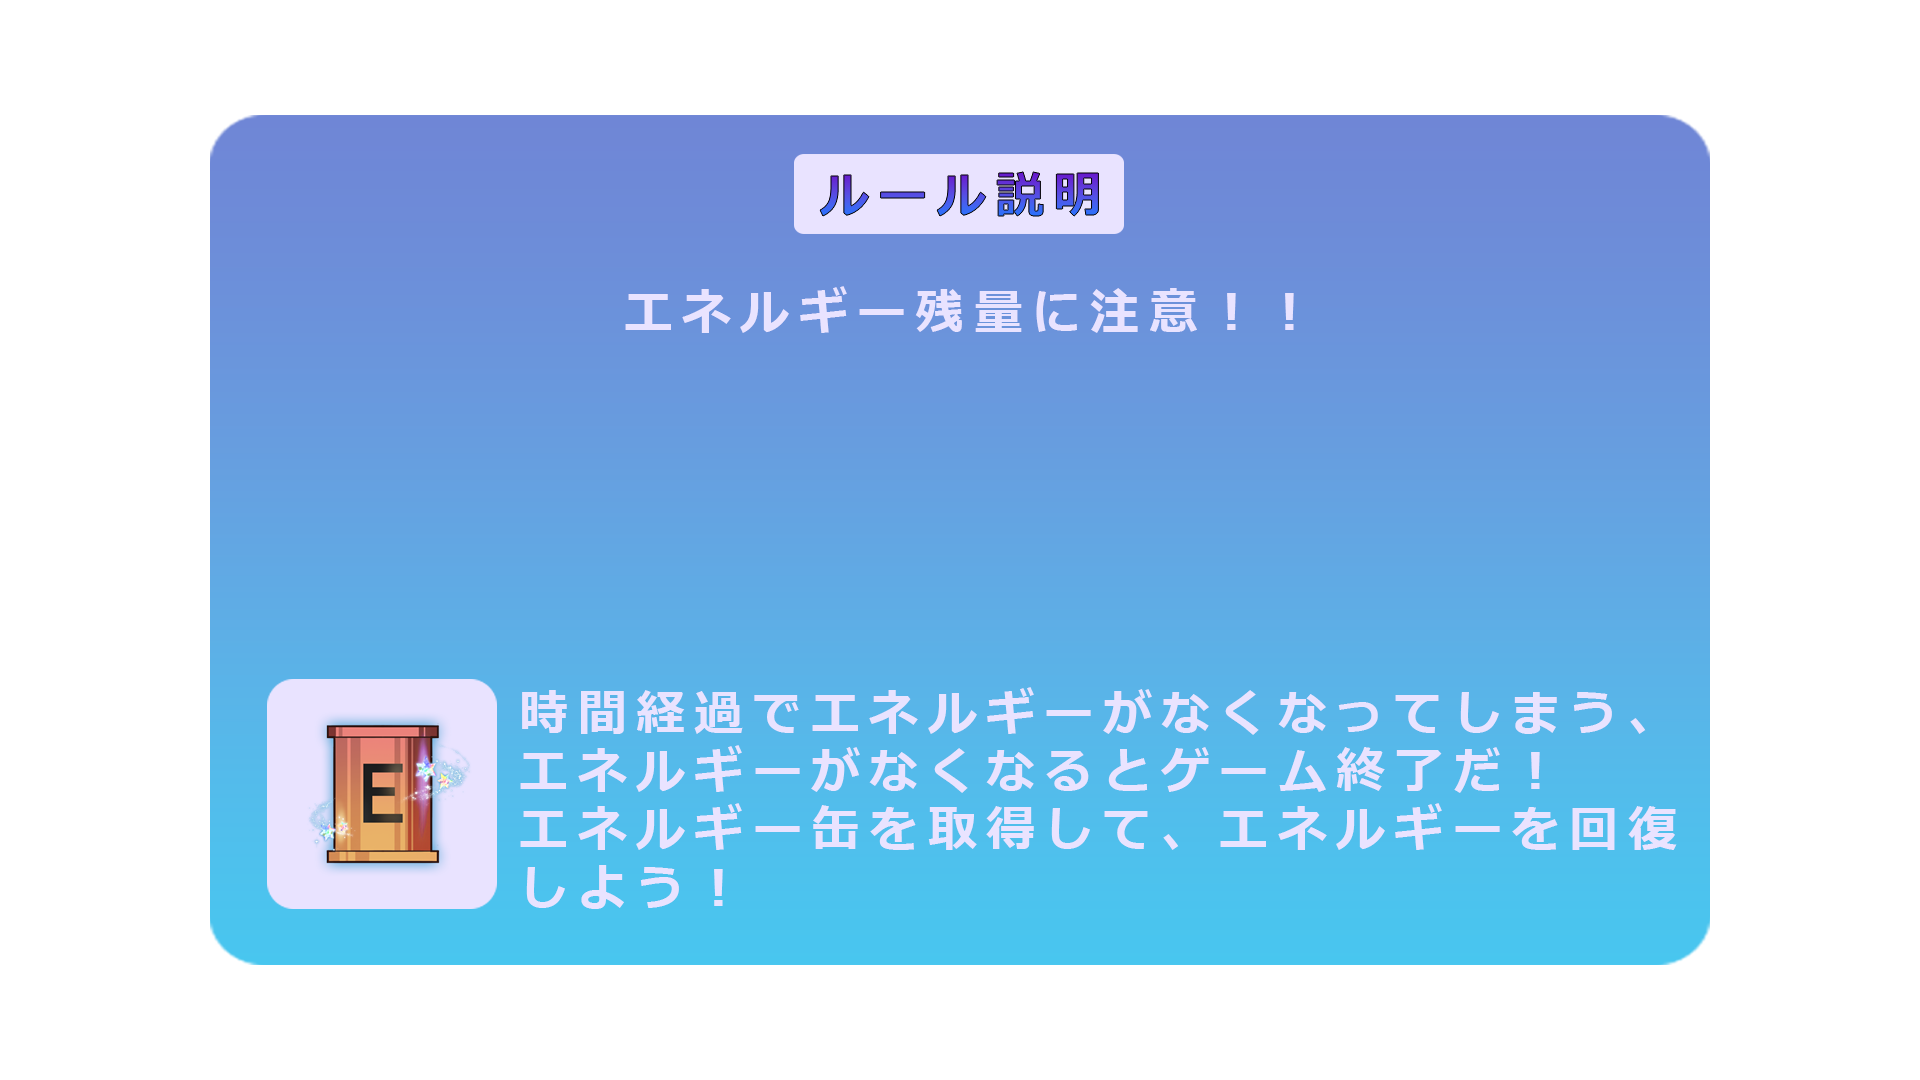 ルール説明
エネルギー残量に注意！！
E
時間経過でエネルギーがなくなってしまう、
エネルギーがなくなるとゲーム終了だ！
エネルギー缶を取得して、エネルギーを回復
しよう！